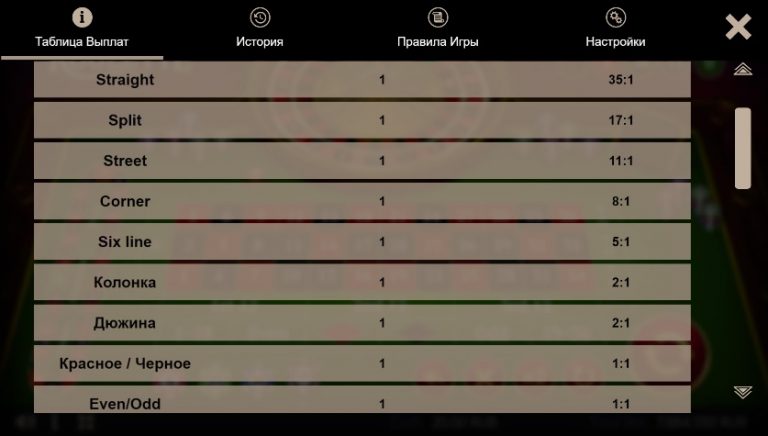 Таблица Выплат История Правила Игры Настройки
Straight 1 35:1
Split 1 17:1
Street 1 11:1
Corner 1 8:1
Six line 1 5:1
Колонка 1 2:1
Дюжина 1 2:1
Красное / Черное 1 1:1
Even/Odd 1 1:1